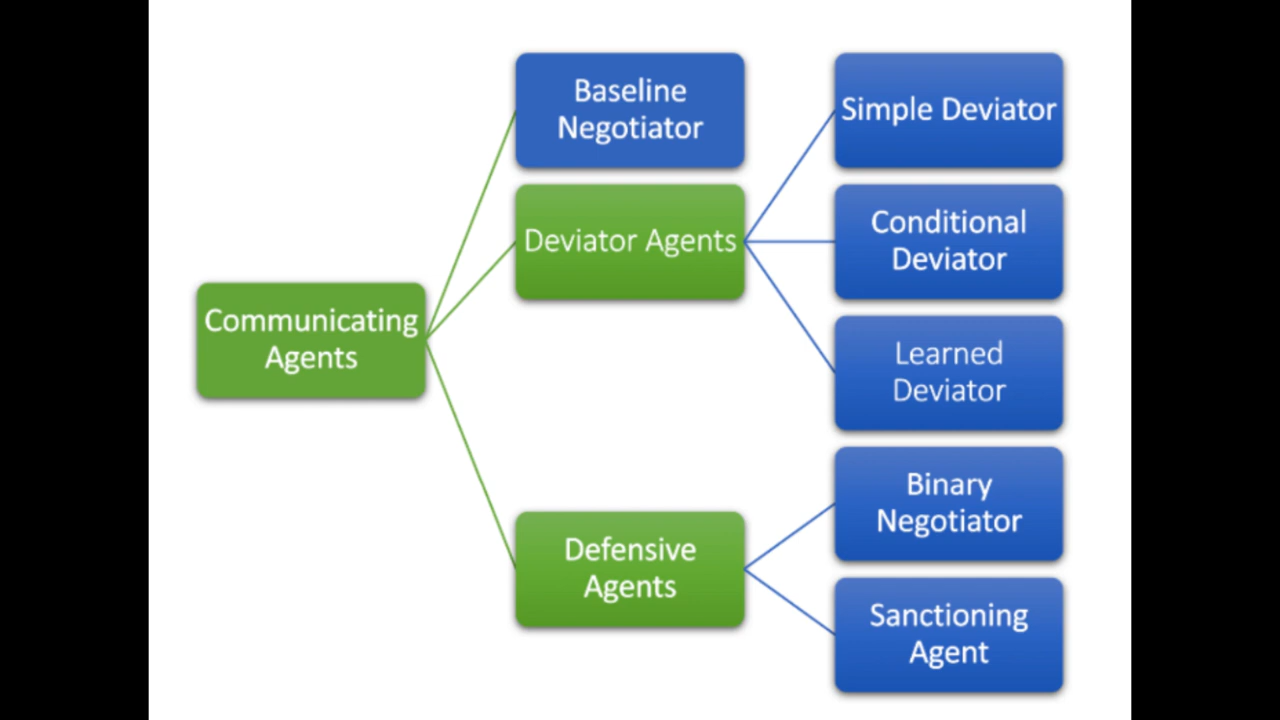 Communicating
Agents
Baseline
Negotiator
Deviator Agents
Simple Deviator
Conditional
Deviator
Learned
Deviator
Defensive
Agents
Binary
Negotiator
Sanctioning
Agent